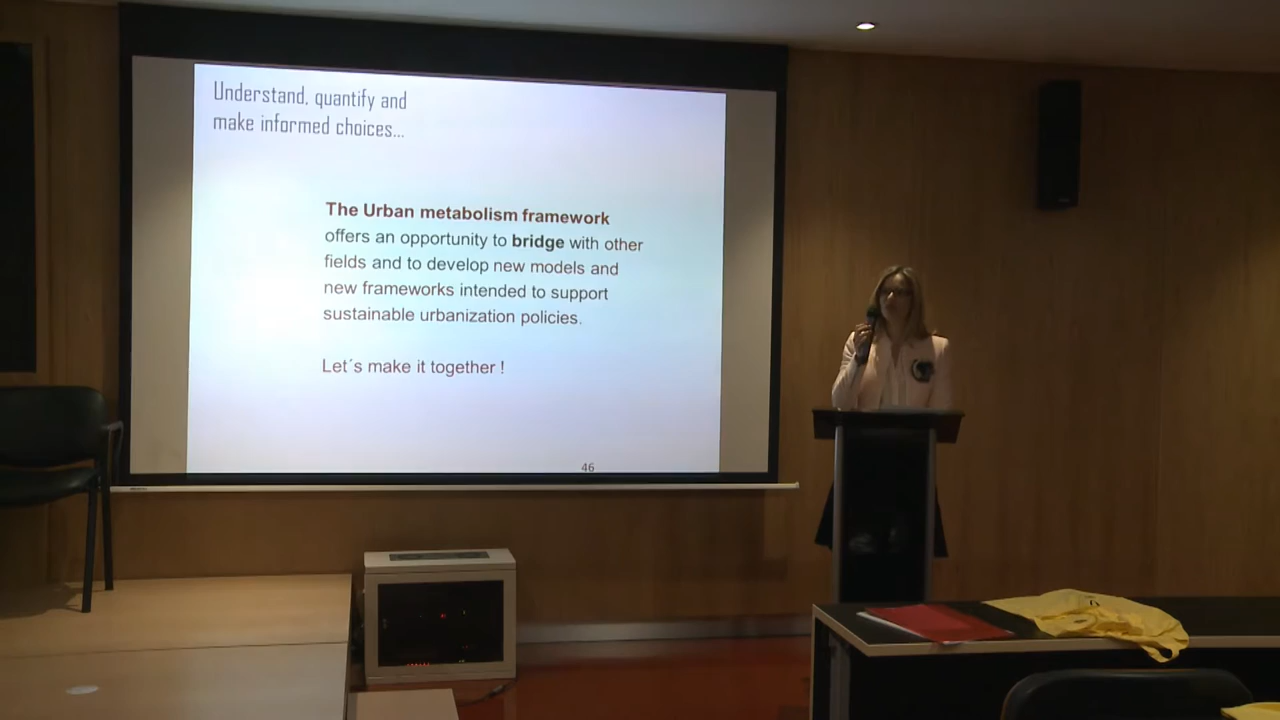 Understand, quantify and
make informed choices...
The Urban metabolism framework
offers an opportunity to bridge with other
fields and to develop new models and
new frameworks intended to support
sustainable urbanization policies.
Let´s make it together !
46